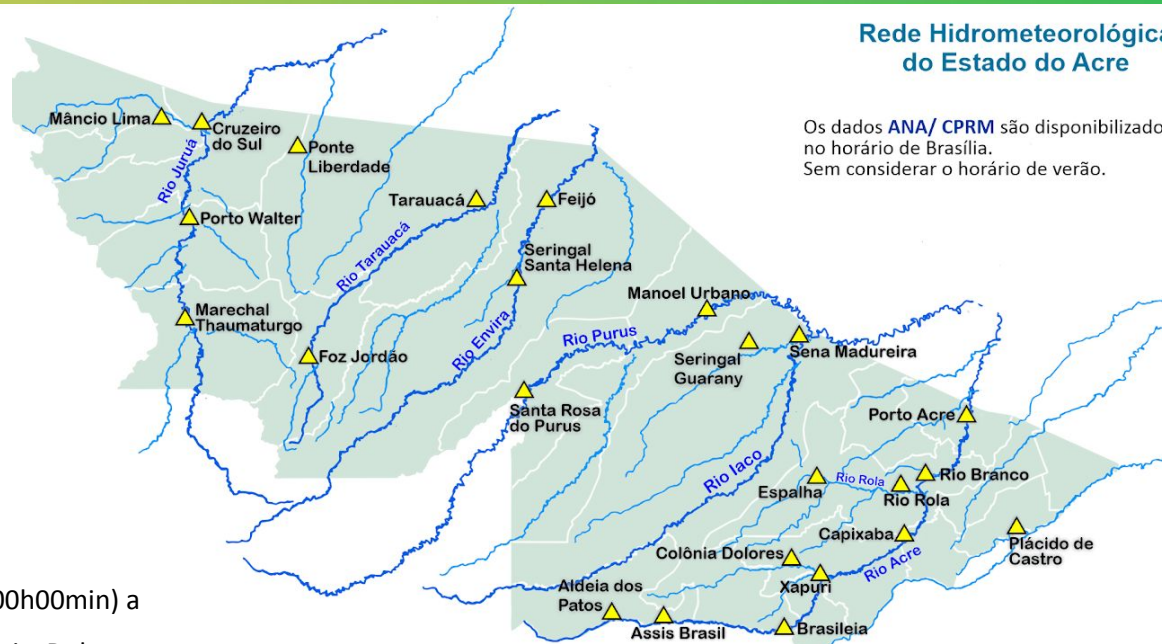 Rede Hidrometeorológica
do Estado do Acre
Os dados ANA/ CPRM são disponibilizado
no horário de Brasília.
Sem considerar o horário de verão.
Mâncio Lima
Cruzeiro
do Sul
Ponte
Liberdade
Rio Juruá
Porto Walter
Tarauacá
Feijó
Rio Tarauacá
Seringal
Santa Helena
Marechal
Thaumaturgo
Foz Jordão
Rio Envira
Manoel Urbano
Rio Purus
Seringal
Guarany
Sena Madureira
Santa Rosa
do Purus
Porto Acre
Rio Iaco
Espalha
Rio Rola
Rio Rola
Rio Branco
Capixaba
Plácido de
Castro
Colônia Dolores
Rio Acre
Xapuri
Aldeia dos
Patos
Assis Brasil
Brasileia
00h00min) a